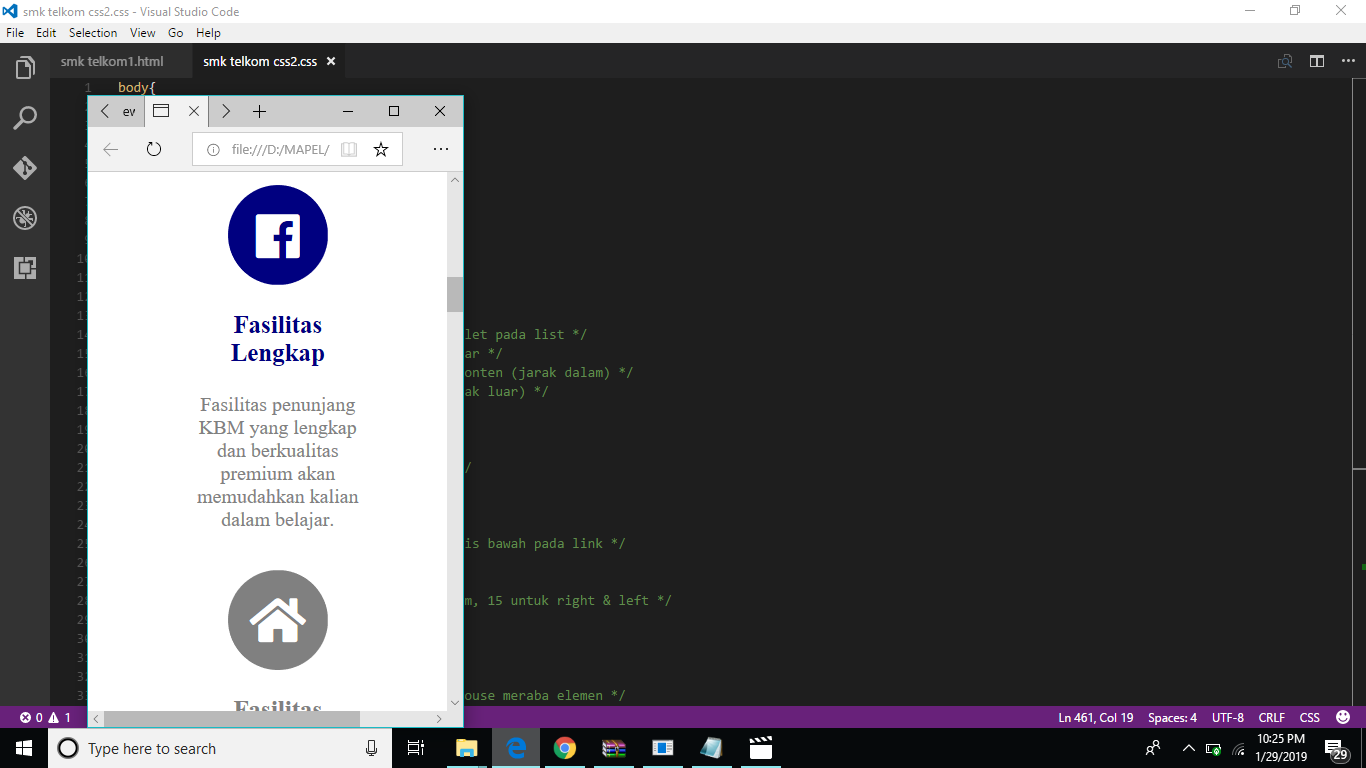 smk telkom css2.css - Visual Studio Code
File Edit Selection View Go Help
smk telkom1.html smk telkom css2.css
1 body{
ev
file:///D:/MAPEL/
Fasilitas
Lengkap
Fasilitas penunjang
KBM yang lengkap
dan berkualitas
premium akan
memudahkan kalian
dalam belajar.
Fasilitas
let pada list */
ar */
onten (jarak dalam) */
ak luar) */
/
is bawah pada link */
m, 15 untuk right & left */
ouse meraba elemen */
0 1 Ln 461, Col 19 Spaces: 4 UTF-8 CRLF CSS
Type here to search
10:25 PM
1/29/2019
29